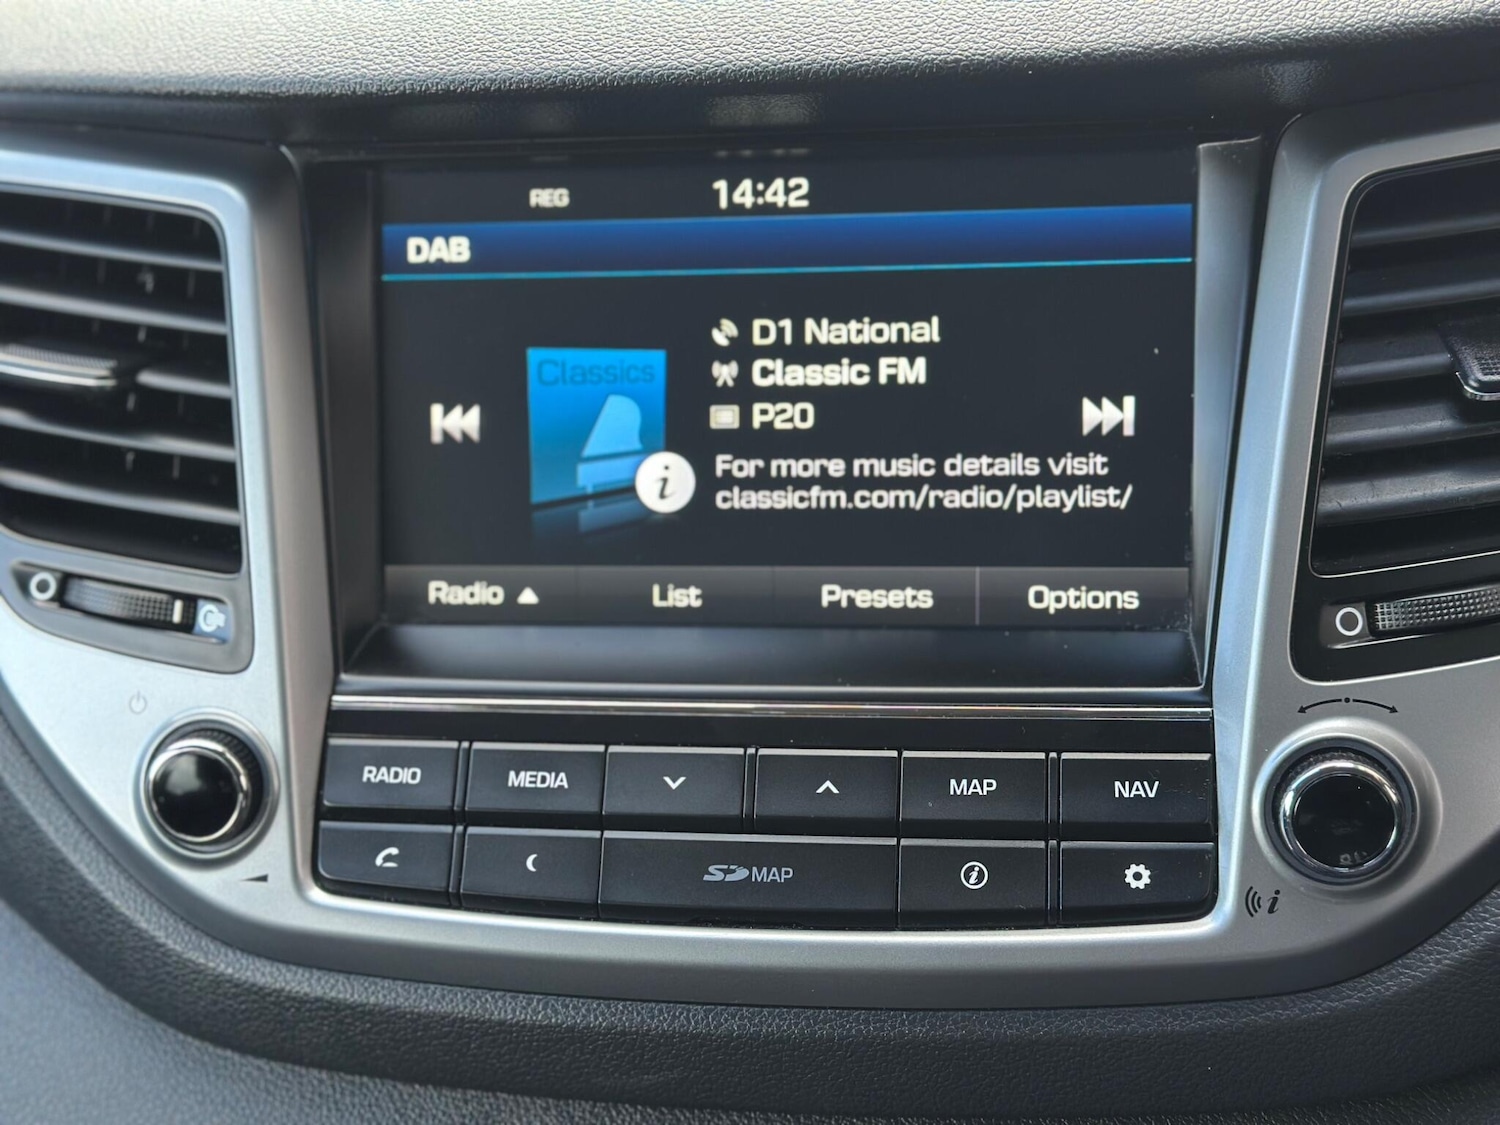 REG 14:42
DAB
Classics
D1 National
Classic FM
P20
i
For more music details visit
classicfm.com/radio/playlist/
Radio List Presets Options
RADIO MEDIA MAP NAV
SD MAP i
i